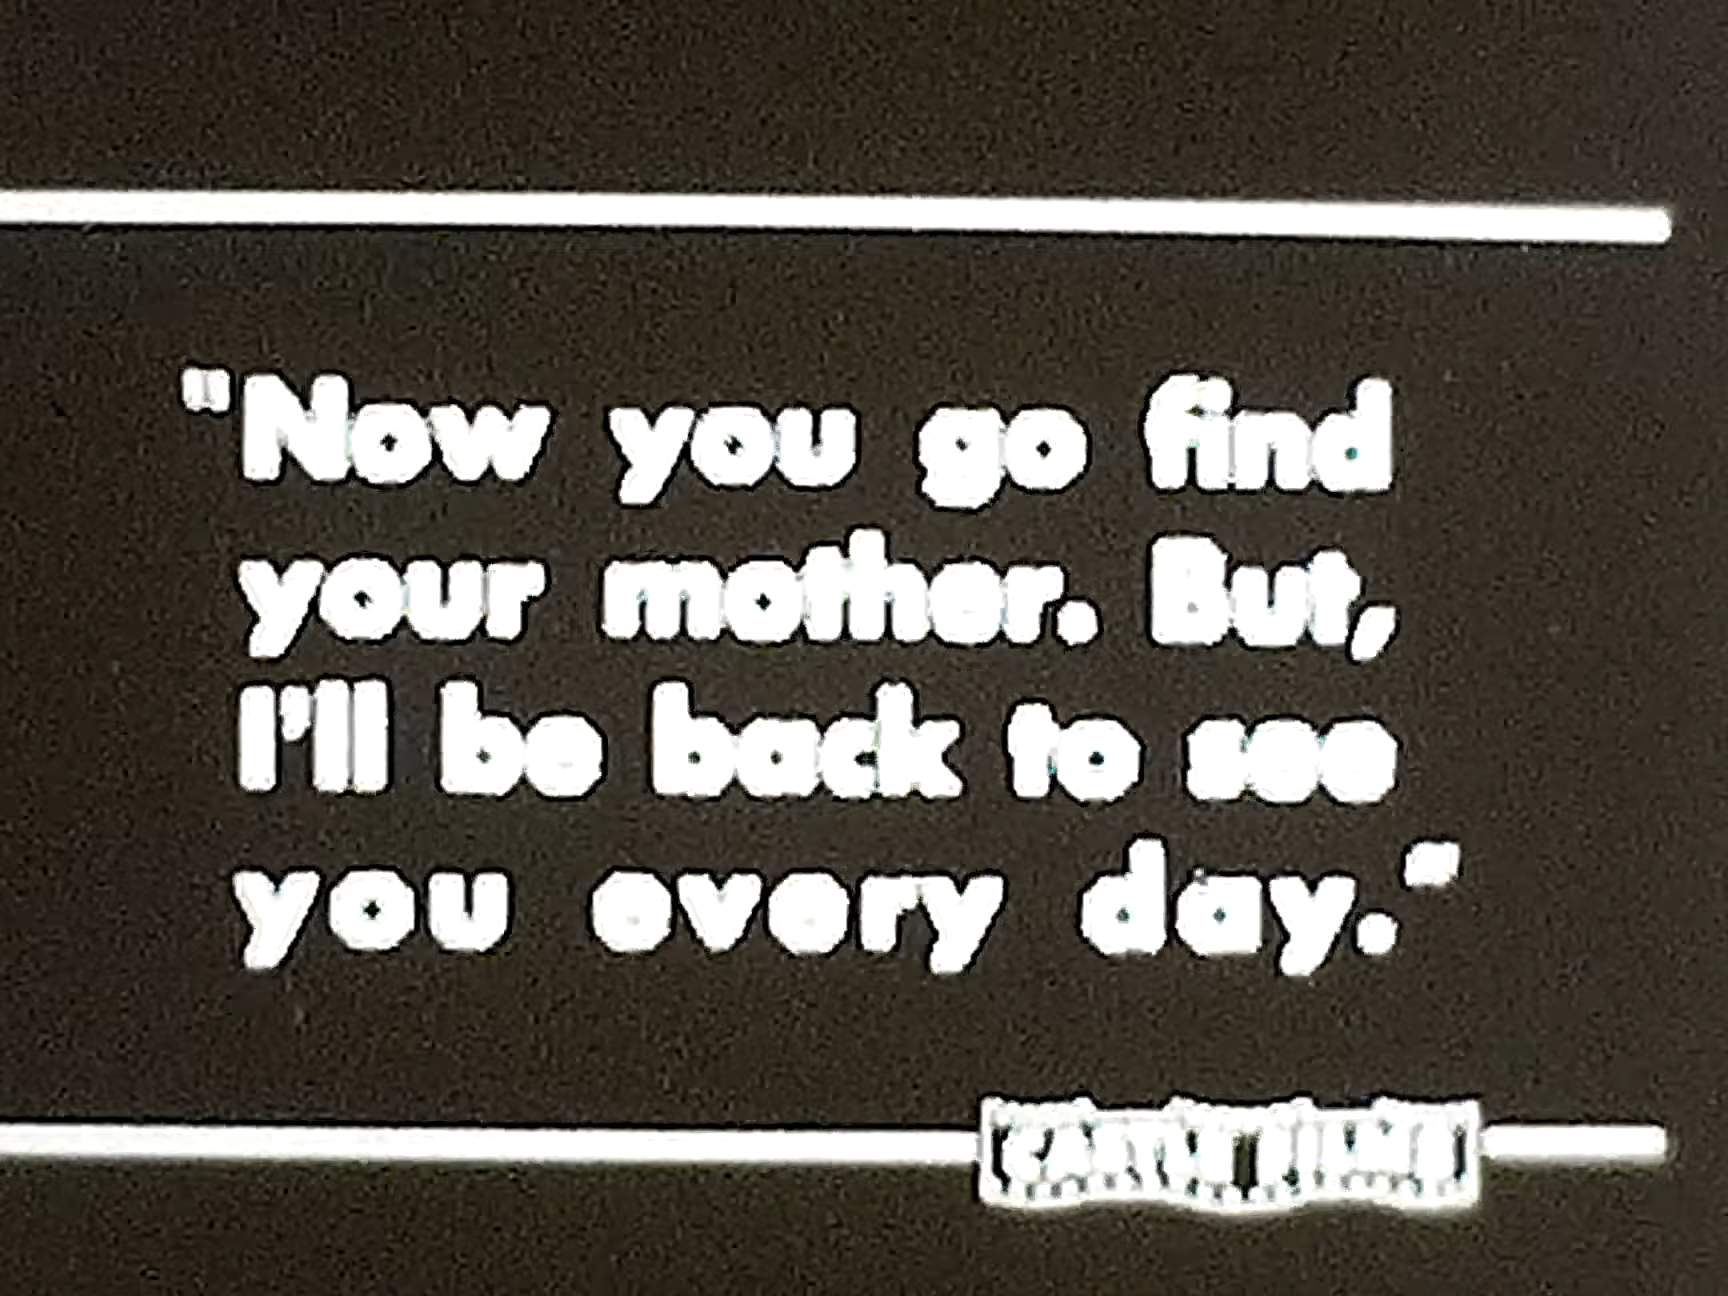 "Now you go find
your mother. But,
I'll be back to see
you every day."